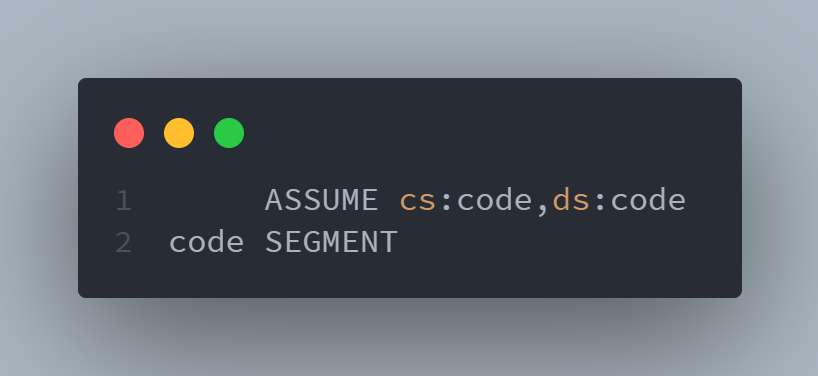 1 ASSUME cs:code,ds:code
2 code SEGMENT